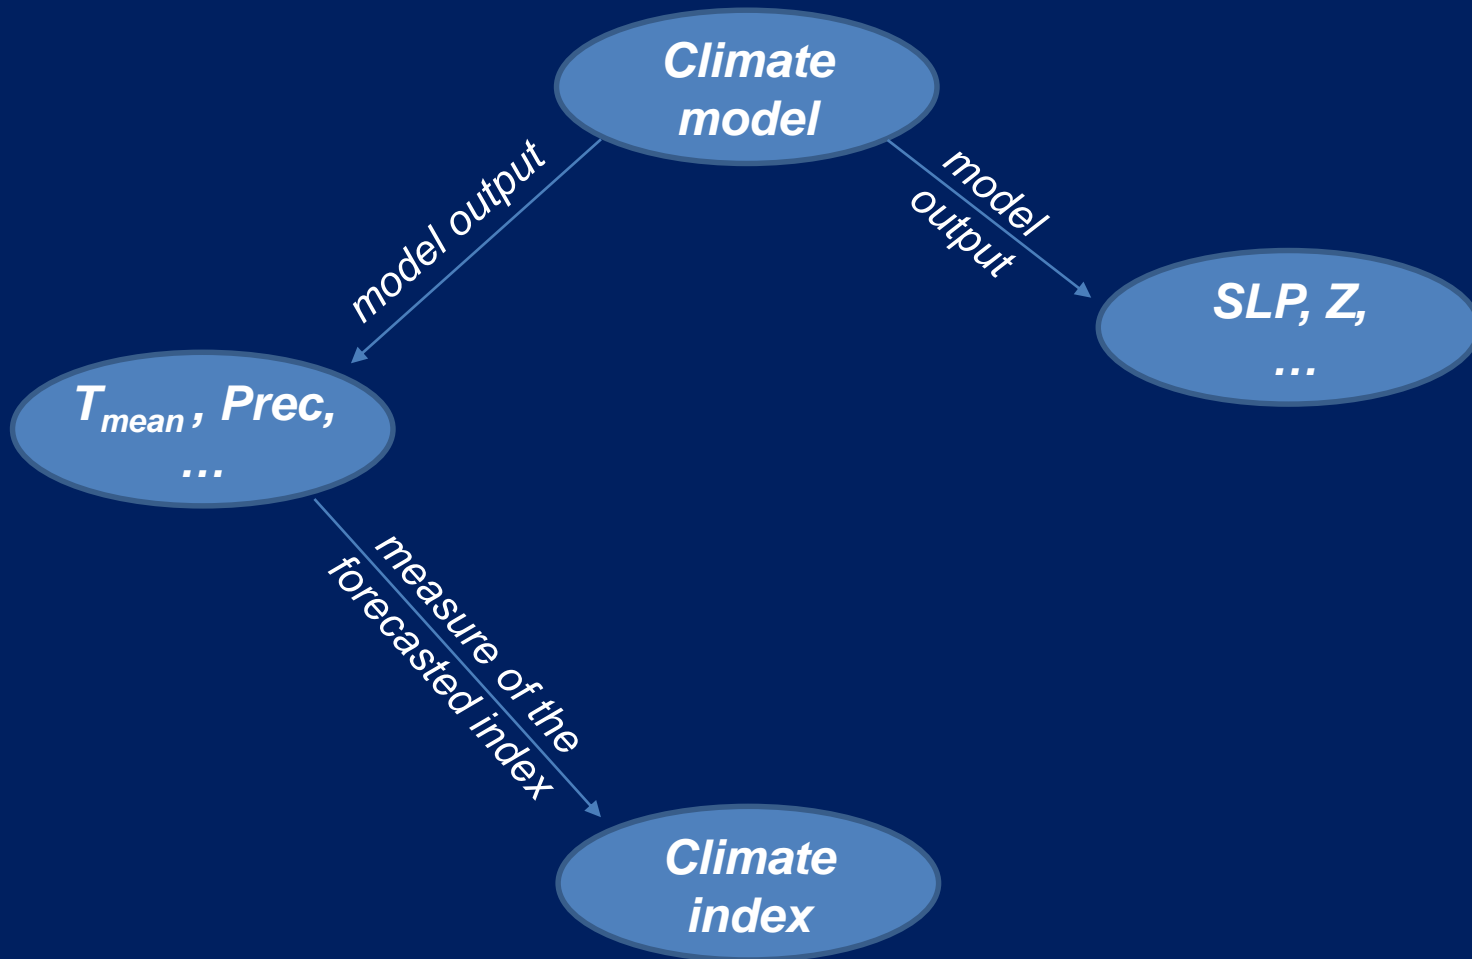 Climate
model
model output
model
output
SLP, Z,
…
Tmean , Prec,
…
measure of the
forecasted index
Climate
index